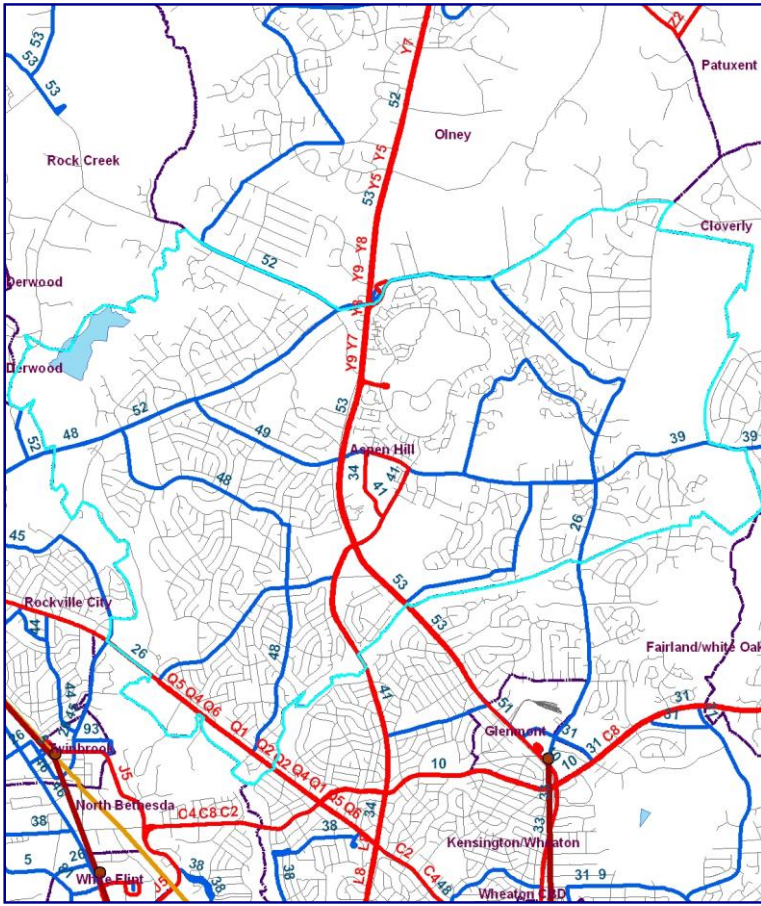 53
53
Z2
Y7
Patuxent
52
Olney
Rock Creek
Y5
Y5
53
Cloverly
Y8
52
Y9
Derwood
Y8
Y7
Y9
Derwood
53
52
48
49
39
39
52
Aspen Hill
34
41
41
48
26
45
53
Rockville City
44
53
26
48
Fairland/white Oak
Q5 Q4 Q6
41
44
51
31
Q1
Glenmont
31
C8
93
Q2
Q2
Q4
Q1
Q5
Q6
31
Twinbrook
J5
10
10
North Bethesda
C4 C8 C2
34
33
38
38
C2
Kensington/Wheaton
5
26
White Flint
38
38
L8
C4
48
31 9
Wheaton CBD